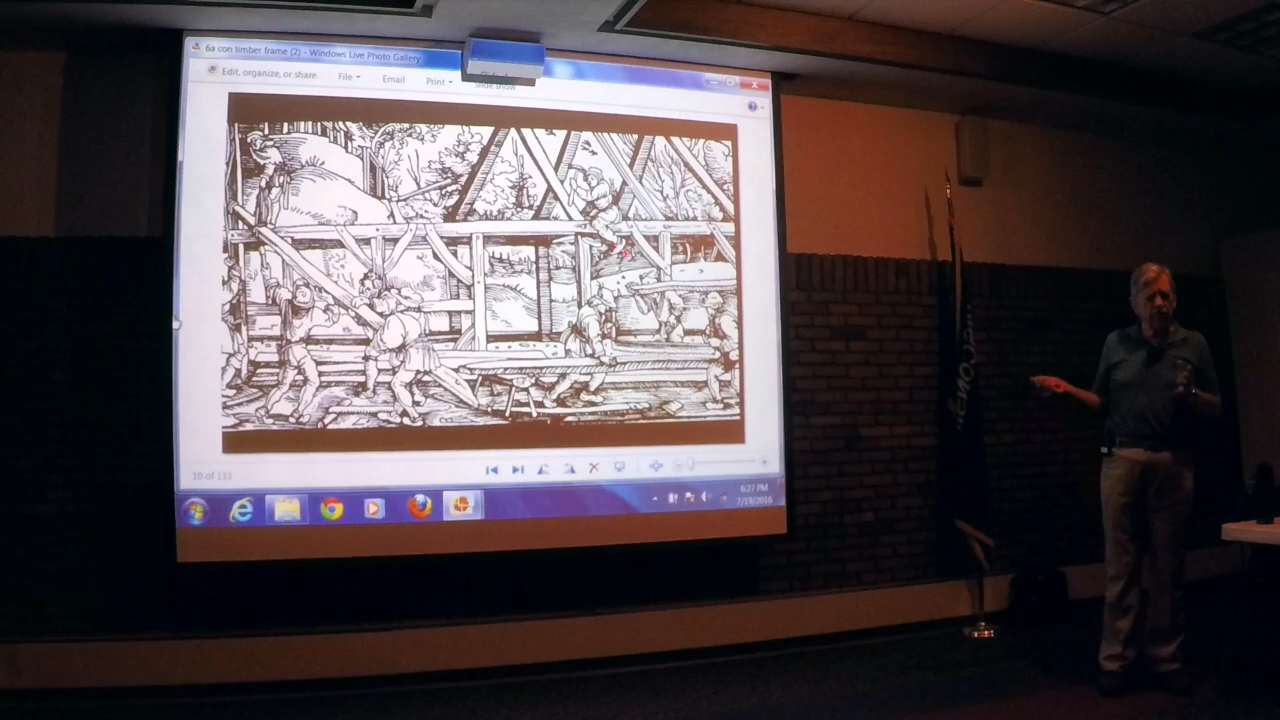 6a con timber frame (2) - Windows Live Photo Gallery
Edit, organize, or share File Email Print Slide show
10 of 133
6:27 PM
7/19/2016